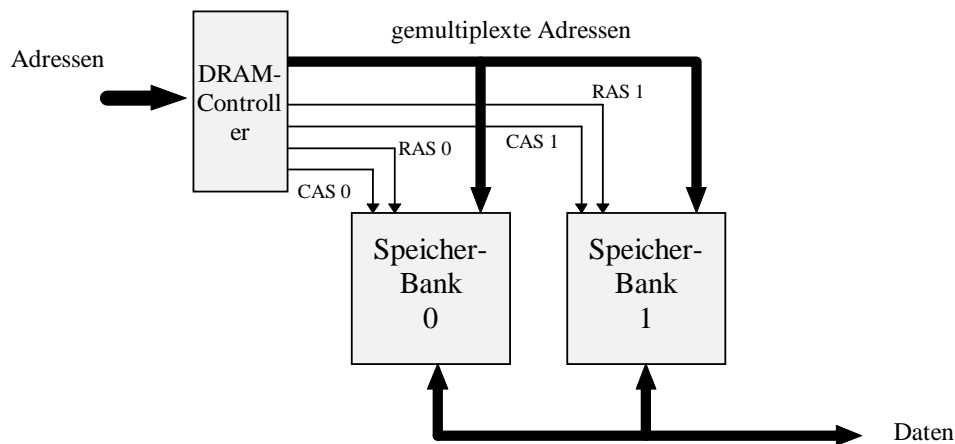 gemultiplexte Adressen
Adressen
DRAM-
Controll
er
RAS 1
CAS 1
RAS 0
CAS 0
Speicher-
Bank
0
Speicher-
Bank
1
Daten